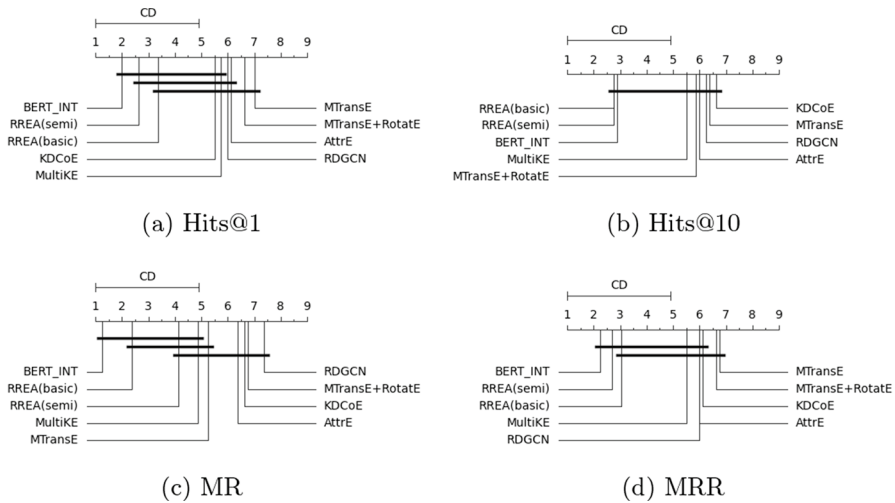 CD
1 2 3 4 5 6 7 8 9
BERT_INT MTransE
RREA(semi) MTransE+RotatE
RREA(basic) AttrE
KDCoE RDGCN
MultiKE
(a) Hits@1
CD
1 2 3 4 5 6 7 8 9
RREA(basic) KDCoE
RREA(semi) MTransE
BERT_INT RDGCN
MultiKE AttrE
MTransE+RotatE
(b) Hits@10
CD
1 2 3 4 5 6 7 8 9
BERT_INT RDGCN
RREA(basic) MTransE+RotatE
RREA(semi) KDCoE
MultiKE AttrE
MTransE
(c) MR
CD
1 2 3 4 5 6 7 8 9
BERT_INT MTransE
RREA(semi) MTransE+RotatE
RREA(basic) KDCoE
MultiKE AttrE
RDGCN
(d) MRR